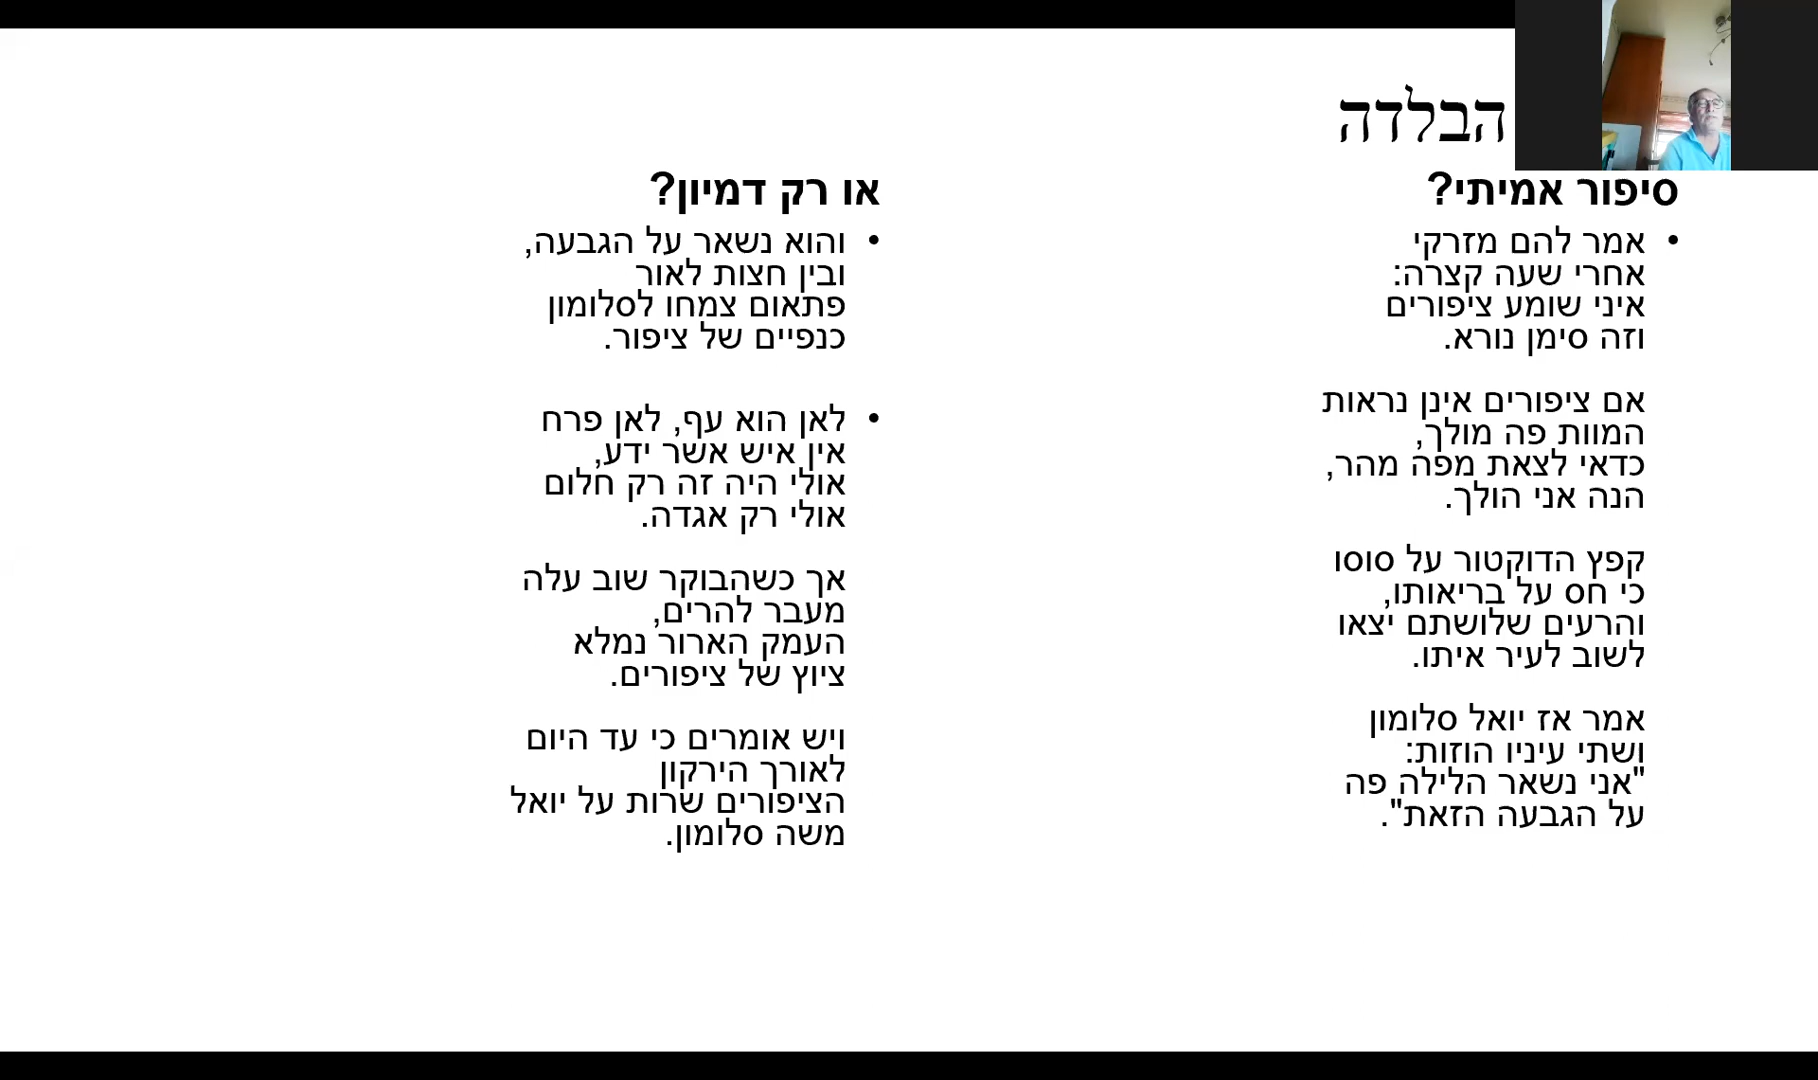 הבלדה
סיפור אמיתי?
• אמר להם מזרקי
אחרי שעה קצרה:
איני שומע ציפורים
וזה סימן נורא.
אם ציפורים אינן נראות
המוות פה מולך,
כדאי לצאת מפה מהר,
הנה אני הולך.
קפץ הדוקטור על סוסו
כי חס על בריאותו,
והרעים שלושתם יצאו
לשוב לעיר איתו.
אמר אז יואל סלומון
ושתי עיניו הוזות:
"אני נשאר הלילה פה
על הגבעה הזאת".
או רק דמיון?
• והוא נשאר על הגבעה,
ובין חצות לאור
פתאום צמחו לסלומון
כנפיים של ציפור.
• לאן הוא עף, לאן פרח
אין איש אשר ידע,
אולי היה זה רק חלום
אולי רק אגדה.
אך כשהבוקר שוב עלה
מעבר להרים,
העמק הארור נמלא
ציוץ של ציפורים.
ויש אומרים כי עד היום
לאורך הירקון
הציפורים שרות על יואל
משה סלומון.